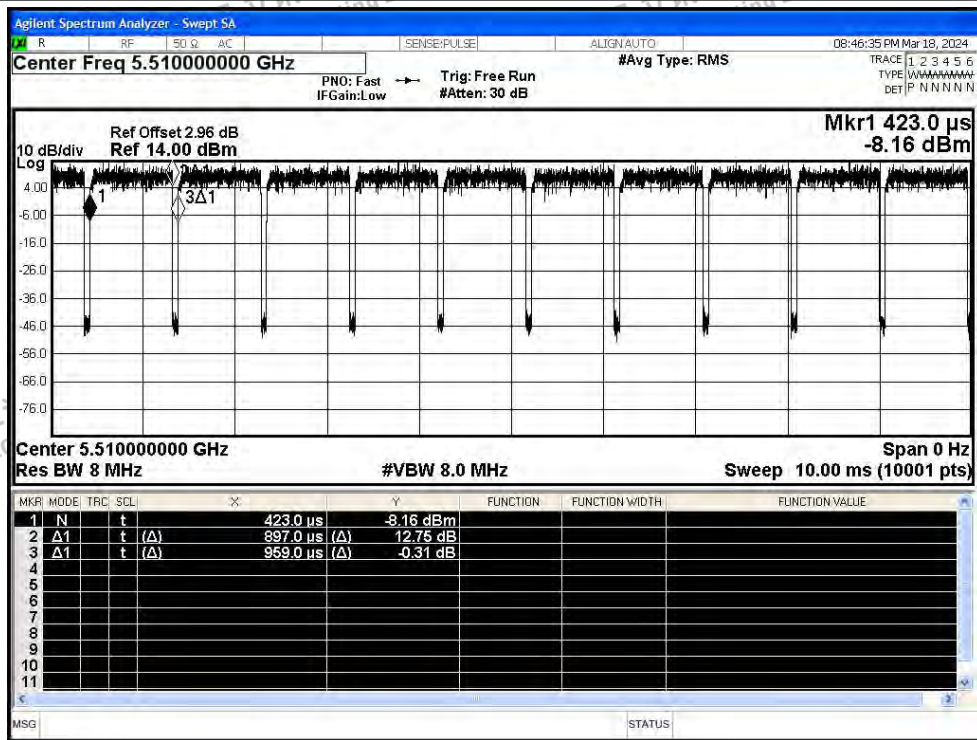 Agilent Spectrum Analyzer - Swept SA
R RF 50 Ω AC SENSE:PULSE ALIGN AUTO 08:46:35 PM Mar 18, 2024
Center Freq 5.510000000 GHz #Avg Type: RMS TRACE 1 2 3 4 5 6
PNO: Fast Trig: Free Run TYPE
IFGain:Low #Atten: 30 dB DET P N N N N N
Mkr1 423.0 µs
Ref Offset 2.96 dB
10 dB/div Ref 14.00 dBm -8.16 dBm
Log
4.00
1 3Δ1
-6.00
-16.0
-26.0
-36.0
-46.0
-56.0
-66.0
-76.0
Center 5.510000000 GHz Span 0 Hz
Res BW 8 MHz #VBW 8.0 MHz Sweep 10.00 ms (10001 pts)
MKR MODE TRC SCL X Y FUNCTION FUNCTION WIDTH FUNCTION VALUE
1 N t 423.0 µs -8.16 dBm
2 Δ1 t (Δ) 897.0 µs (Δ) 12.75 dB
3 Δ1 t (Δ) 959.0 µs (Δ) -0.31 dB
4
5
6
7
8
9
10
11
MSG STATUS